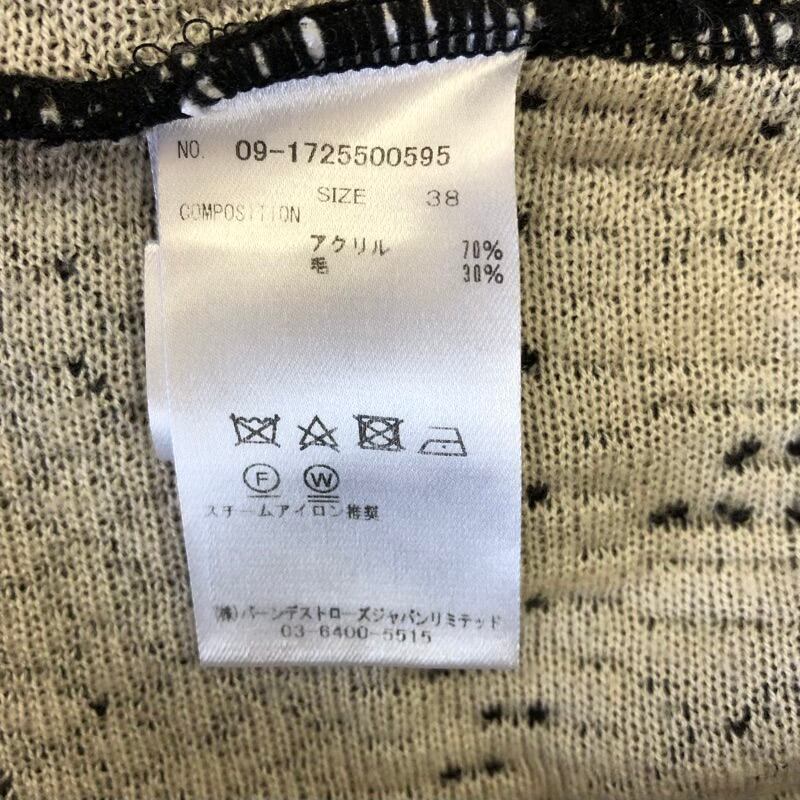 NO. 09-1725500595
SIZE 38
COMPOSITION
アクリル 70%
毛 30%
F W
スチームアイロン推奨
(株)バーンデストローズジャパンリミテッド
03-6400-5515